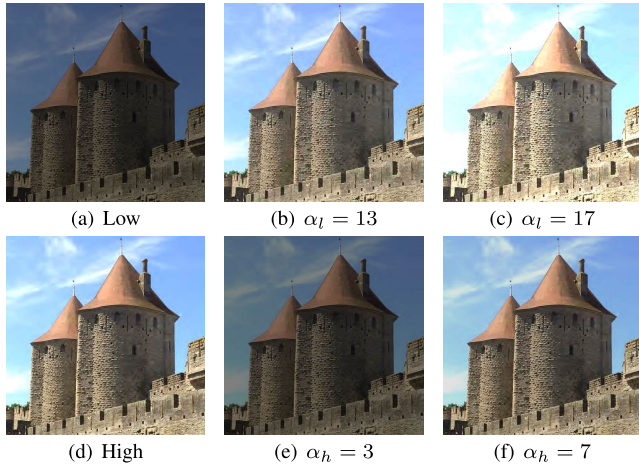 (a) Low
(b) αl = 13
(c) αl = 17
(d) High
(e) αh = 3
(f) αh = 7